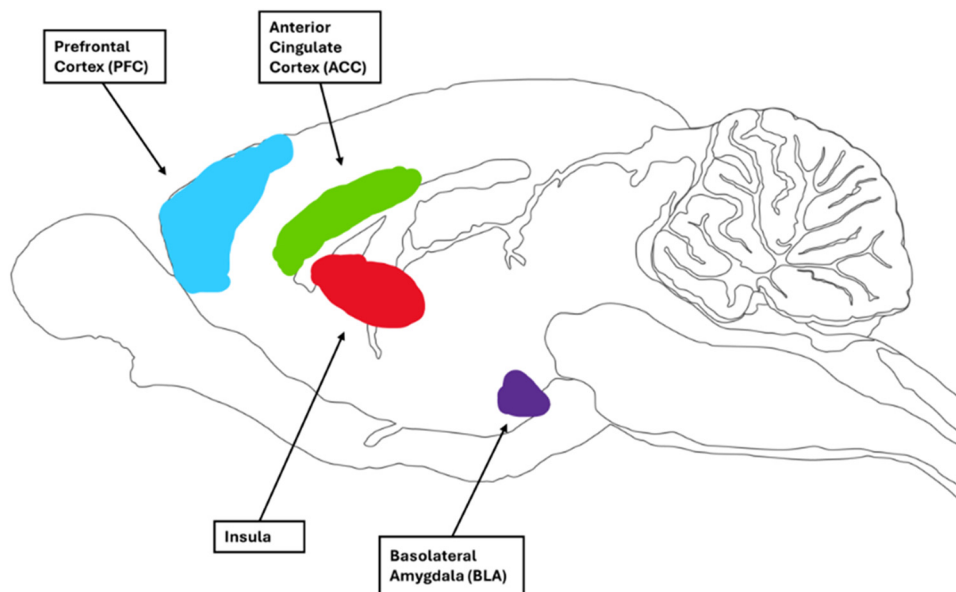 Prefrontal
Cortex (PFC)
Anterior
Cingulate
Cortex (ACC)
Insula
Basolateral
Amygdala (BLA)